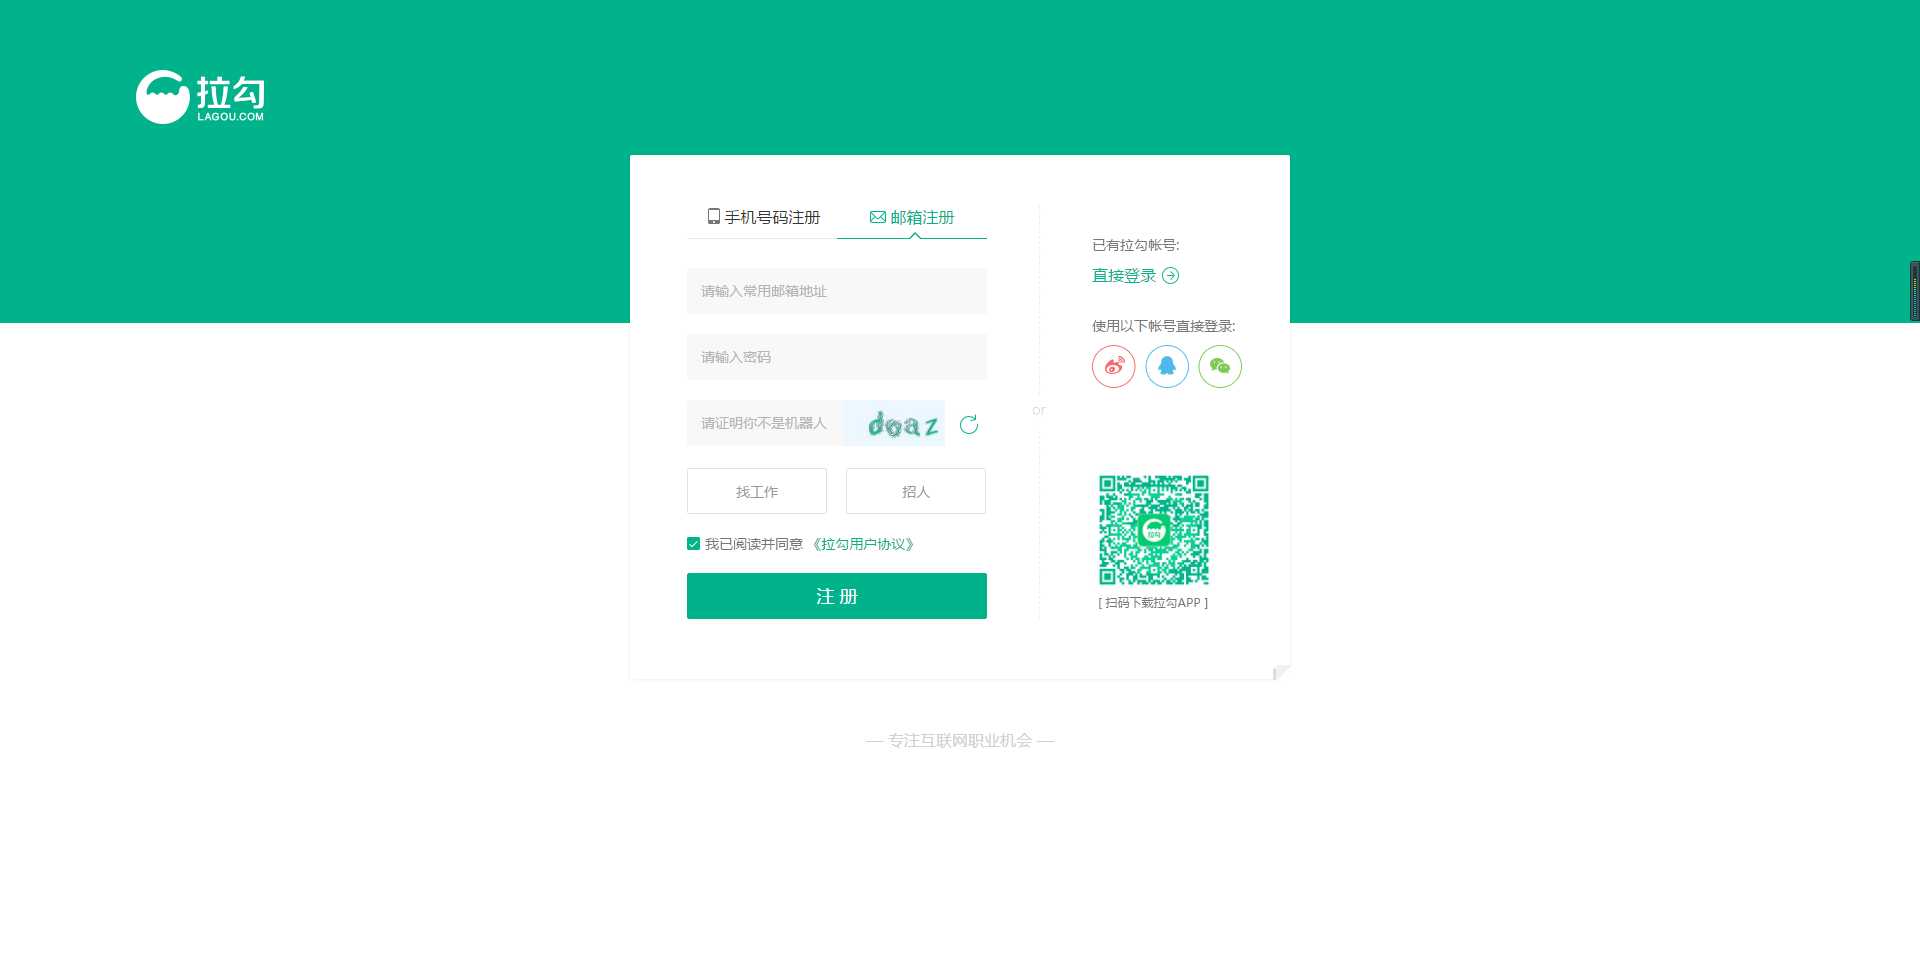 拉勾
LAGOU.COM
手机号码注册
邮箱注册
请输入常用邮箱地址
请输入密码
请证明你不是机器人
doaz
找工作
招人
我已阅读并同意《拉勾用户协议》
注 册
or
已有拉勾帐号:
直接登录
使用以下帐号直接登录:
拉勾
[ 扫码下载拉勾APP ]
— 专注互联网职业机会 —